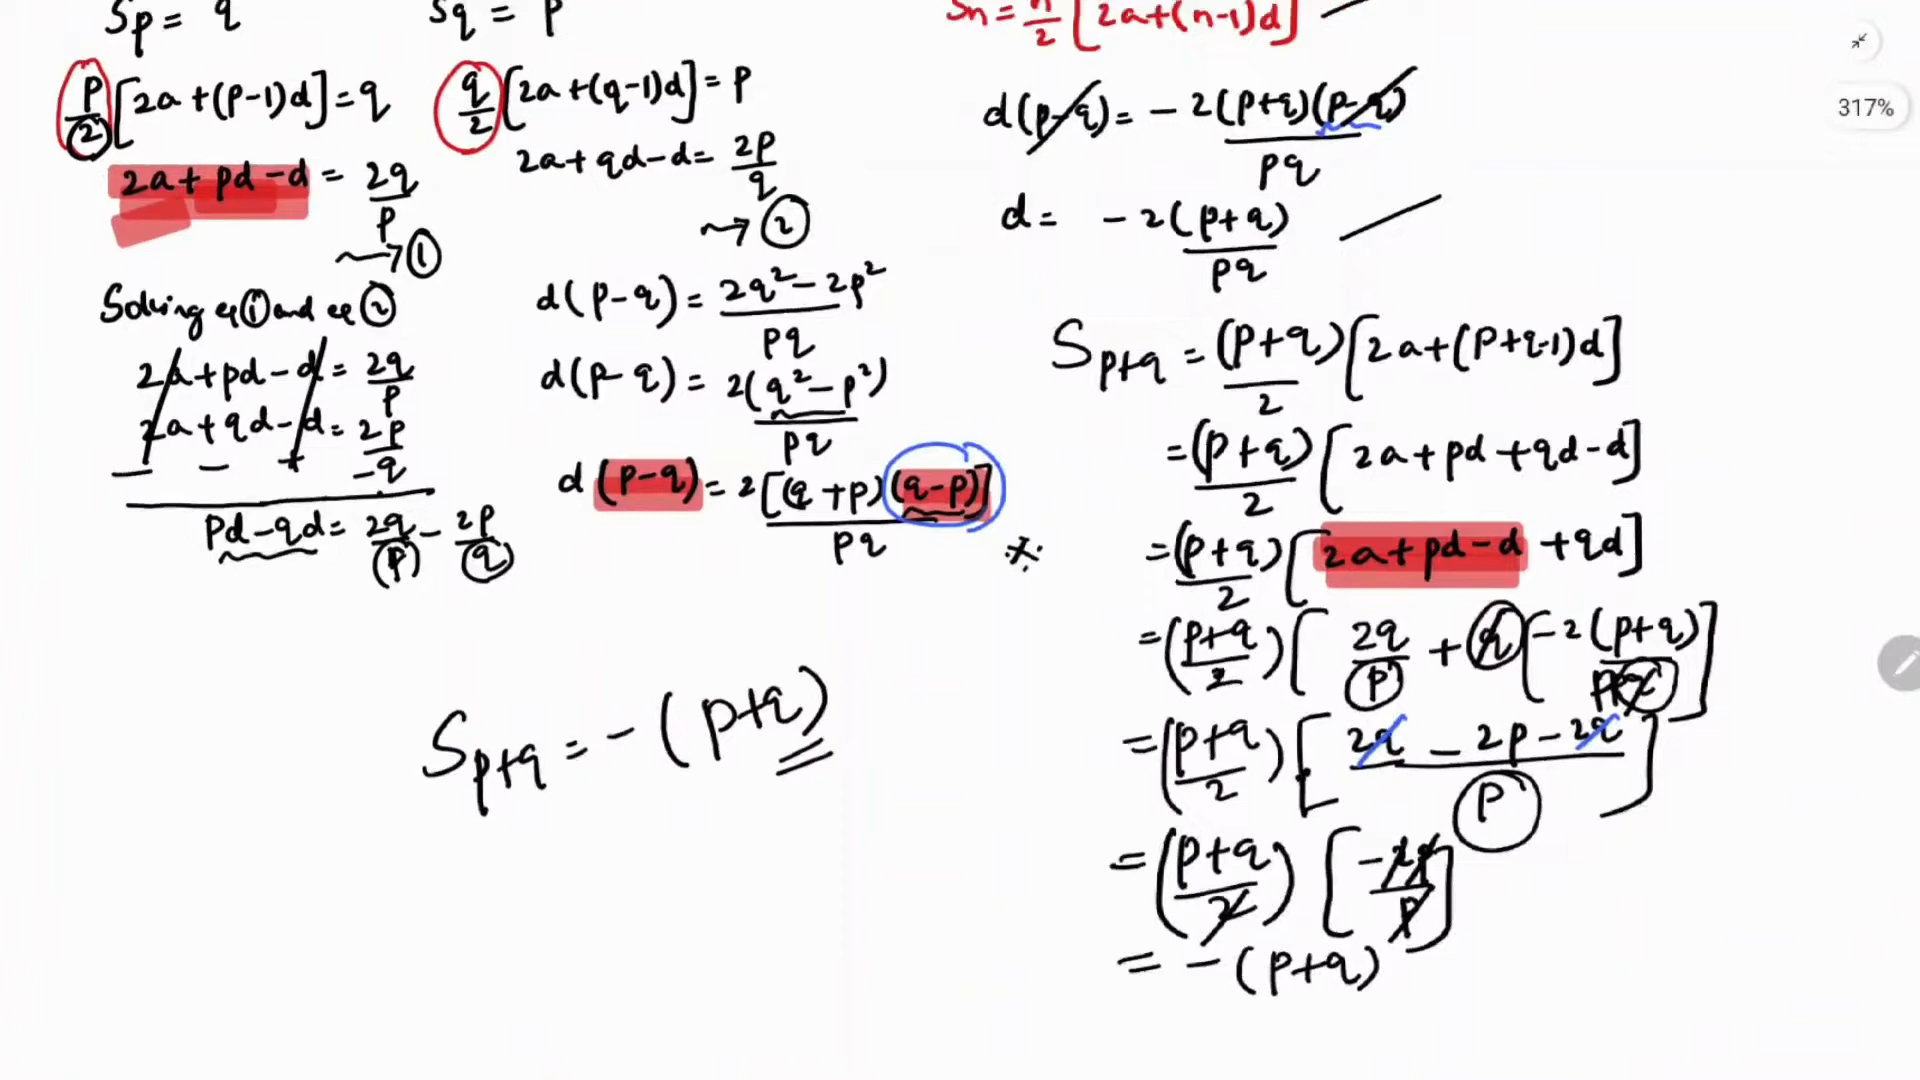 Sp = q
Sq = p
Sn = n/2 [2a+(n-1)d]
p/2 [2a+(p-1)d] = q
2a + pd - d = 2q/p
→ ①
q/2 [2a+(q-1)d] = p
2a + qd - d = 2p/q
→ ②
Solving eq ① and eq ②
2a + pd - d = 2q/p
2a + qd - d = 2p/q
− − + −
pd - qd = 2q/p - 2p/q
d(p-q) = 2q² - 2p² / pq
d(p-q) = 2(q² - p²) / pq
d(p-q) = 2[(q+p)(q-p)] / pq
d(p-q) = -2(p+q)(p-q) / pq
d = -2(p+q) / pq
Sp+q = (p+q)/2 [2a+(p+q-1)d]
= (p+q)/2 [2a+pd+qd-d]
= (p+q)/2 [2a+pd-d+qd]
= (p+q/2) [2q/p + q[-2(p+q)/pq]
= (p+q/2) [2q - 2p - 2q / p]
= (p+q/2) [-2p/p]
= -(p+q)
Sp+q = -(p+q)
317%